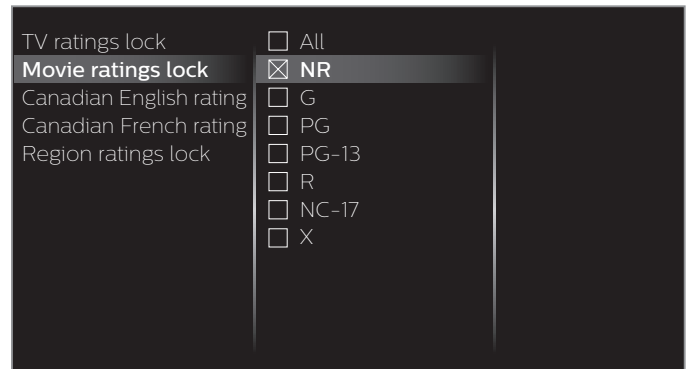 TV ratings lock
Movie ratings lock
Canadian English rating
Canadian French rating
Region ratings lock
All
NR
G
PG
PG-13
R
NC-17
X